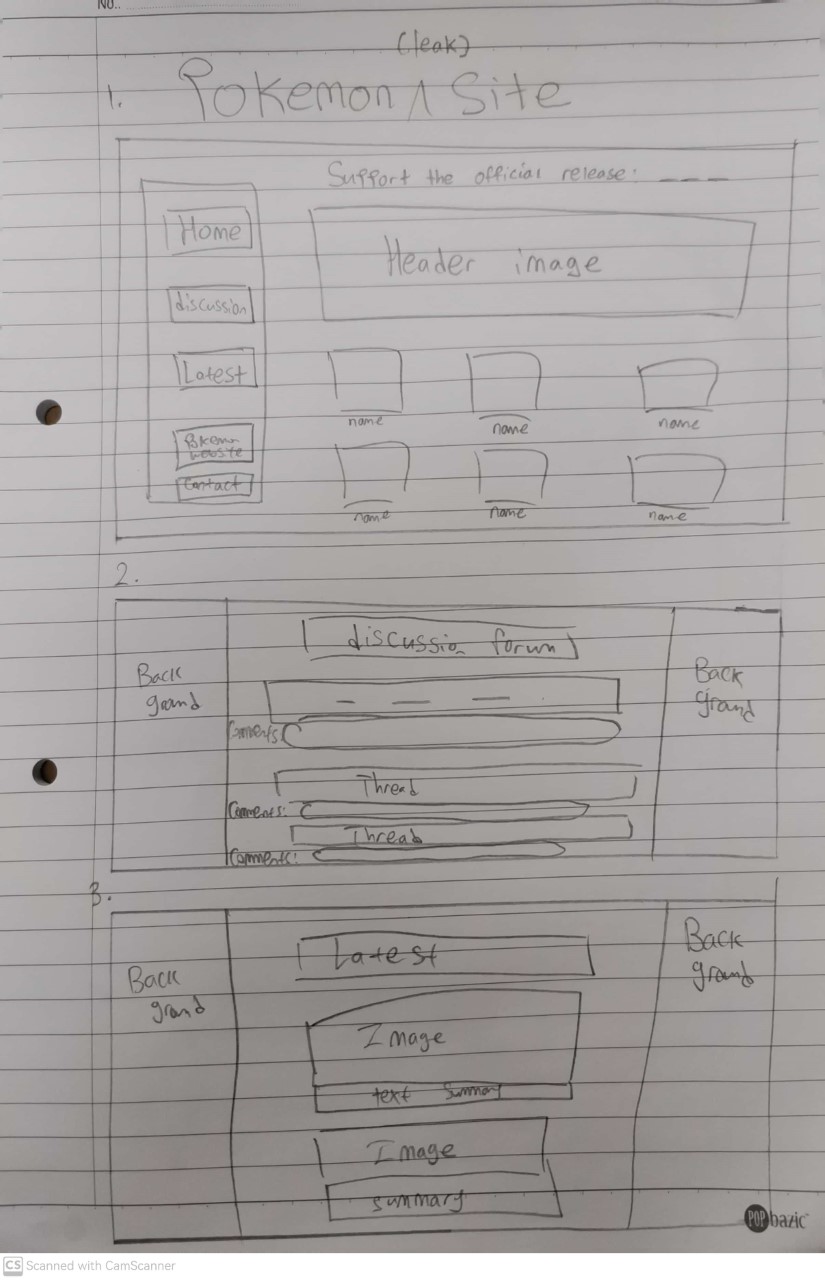 No..
(leak)
1. Pokemon ʌ Site
Support the official release: _ _ _
Home
Header image
discussion
Latest
name name name
Pokemon
website
Contact
name name name
2.
discussion forum
Back
grand
Back
grand
— — —
Comments:
Thread
Comments:
Thread
Comments:
3.
Latest
Back
grand
Back
grand
Image
text Summary
Image
summary
POP bazic
CS Scanned with CamScanner